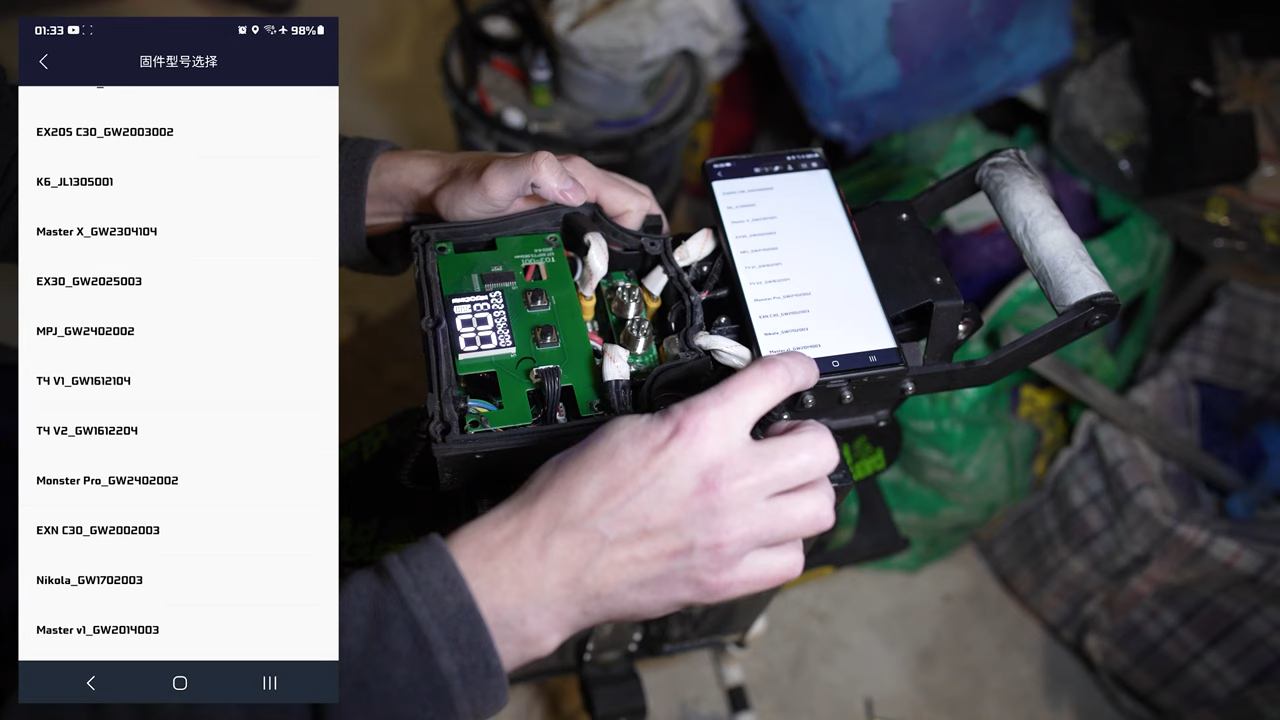 01:33 98%
固件型号选择
EX20S C30_GW2003002
K6_JL1305001
Master X_GW2304104
EX30_GW2025003
MPJ_GW2402002
T4 V1_GW1612104
T4 V2_GW1612204
Monster Pro_GW2402002
EXN C30_GW2002003
Nikola_GW1702003
Master v1_GW2014003